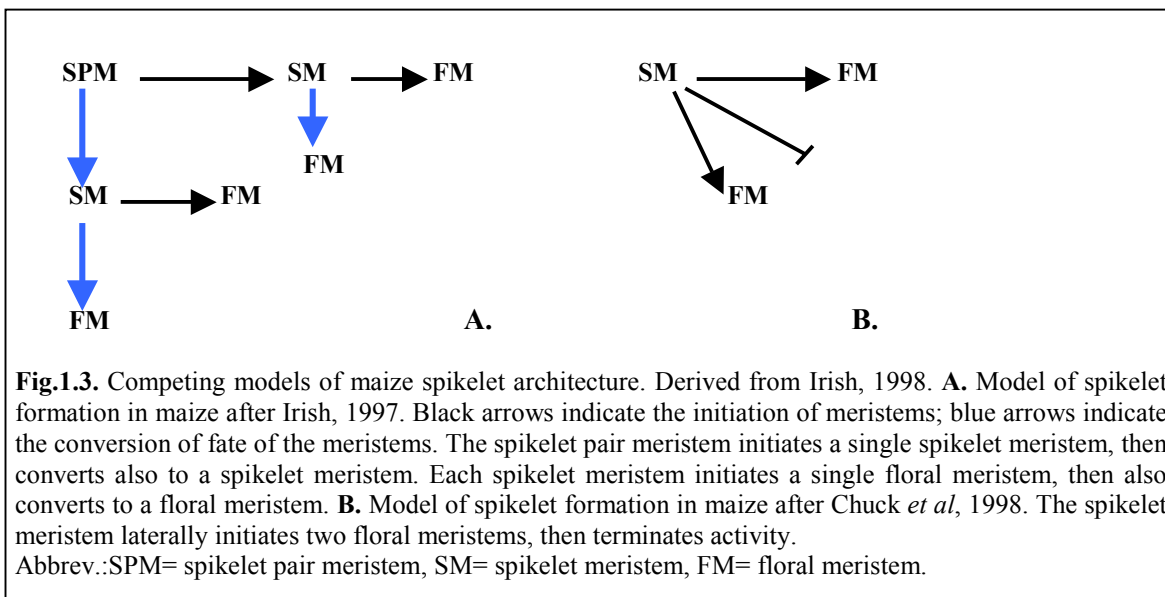 SPM SM FM SM FM
FM FM
SM FM
FM A. B.
Fig.1.3. Competing models of maize spikelet architecture. Derived from Irish, 1998. A. Model of spikelet
formation in maize after Irish, 1997. Black arrows indicate the initiation of meristems; blue arrows indicate
the conversion of fate of the meristems. The spikelet pair meristem initiates a single spikelet meristem, then
converts also to a spikelet meristem. Each spikelet meristem initiates a single floral meristem, then also
converts to a floral meristem. B. Model of spikelet formation in maize after Chuck et al, 1998. The spikelet
meristem laterally initiates two floral meristems, then terminates activity.
Abbrev.:SPM= spikelet pair meristem, SM= spikelet meristem, FM= floral meristem.